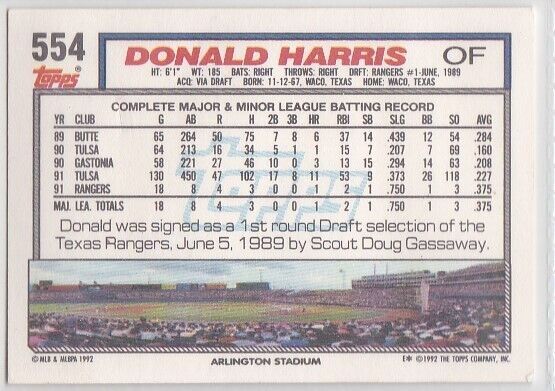 554
DONALD HARRIS OF
topps
HT: 6'1" WT: 185 BATS: RIGHT THROWS: RIGHT DRFT: RANGERS #1-JUNE, 1989
ACQ: VIA DRAFT BORN: 11-12-67, WACO, TEXAS HOME: WACO, TEXAS
COMPLETE MAJOR & MINOR LEAGUE BATTING RECORD
YR CLUB G AB R H 2B 3B HR RBI SB SLG BB SO AVG
89 BUTTE 65 264 50 75 7 8 6 37 14 .439 12 54 .284
90 TULSA 64 213 16 34 5 1 1 15 7 .207 7 69 .160
90 GASTONIA 58 221 27 46 10 0 3 13 15 .294 14 63 .208
91 TULSA 130 450 47 102 17 8 11 53 9 .373 26 118 .227
91 RANGERS 18 8 4 3 0 0 1 2 1 .750 1 3 .375
MAJ. LEA. TOTALS 18 8 4 3 0 0 1 2 1 .750 1 3 .375
Donald was signed as a 1st round Draft selection of the
Texas Rangers, June 5, 1989 by Scout Doug Gassaway.
© MLB & MLBPA 1992 ARLINGTON STADIUM E* © 1992 THE TOPPS COMPANY, INC.